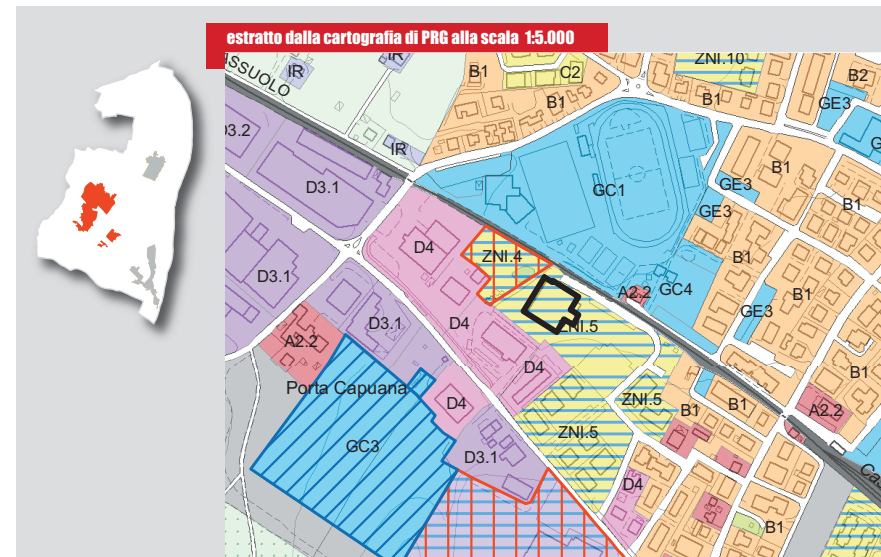 estratto dalla cartografia di PRG alla scala 1:5.000
SSUOLO
IR
IR
B1
C2
ZNI.10
B2
B1
B1
GE3
D3.2
IR
B1
D3.1
GC1
GE3
GE3
B1
D4
ZNI.4
B1
D3.1
A2.2
GC4
B1
GE3
D3.1
D4
ZNI.5
A2.2
D4
B1
Porta Capuana
D4
ZNI.5
B1
B1
A2.2
GC3
ZNI.5
D3.1
D4
B1